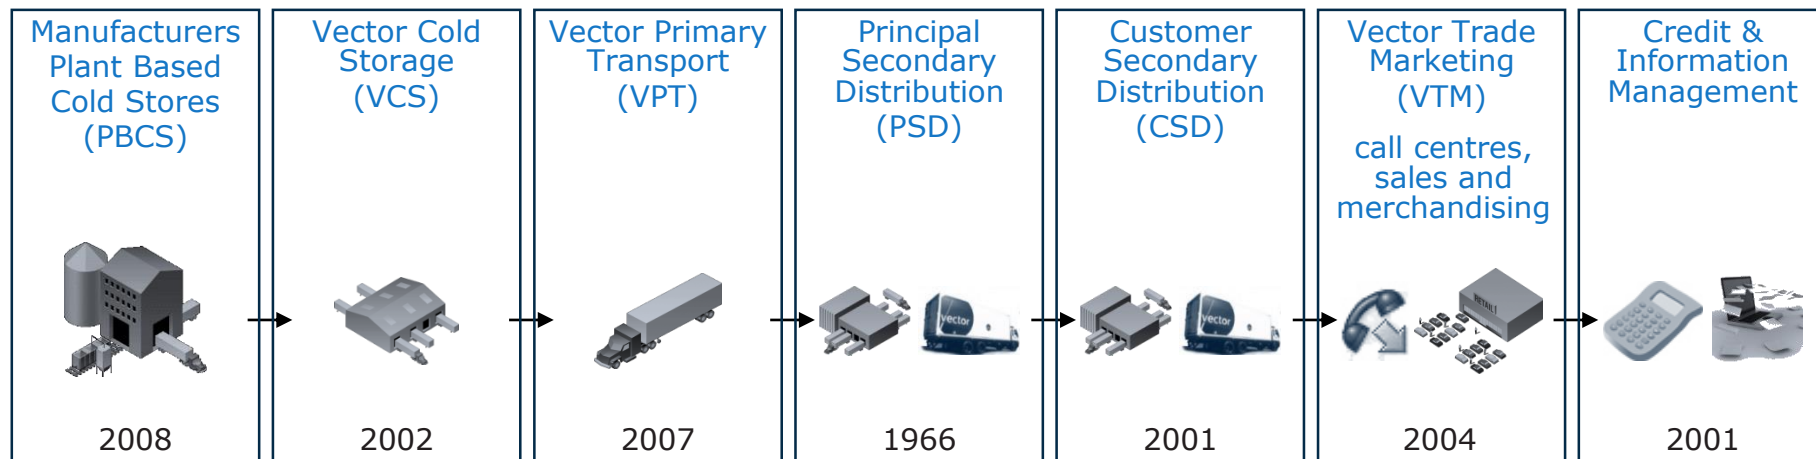 Manufacturers
Plant Based
Cold Stores
(PBCS)
2008
Vector Cold
Storage
(VCS)
2002
Vector Primary
Transport
(VPT)
2007
Principal
Secondary
Distribution
(PSD)
vector
1966
Customer
Secondary
Distribution
(CSD)
vector
2001
Vector Trade
Marketing
(VTM)
call centres,
sales and
merchandising
RETAIL
2004
Credit &
Information
Management
2001